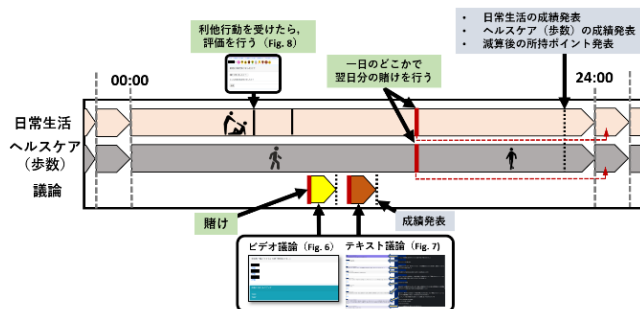 利他行動を受けたら,
評価を行う（Fig. 8）
一日のどこかで
翌日分の賭けを行う
• 日常生活の成績発表
• ヘルスケア（歩数）の成績発表
• 減算後の所持ポイント発表
00:00
24:00
日常生活
ヘルスケア
（歩数）
議論
賭け
成績発表
ビデオ議論（Fig. 6）
テキスト議論（Fig. 7）